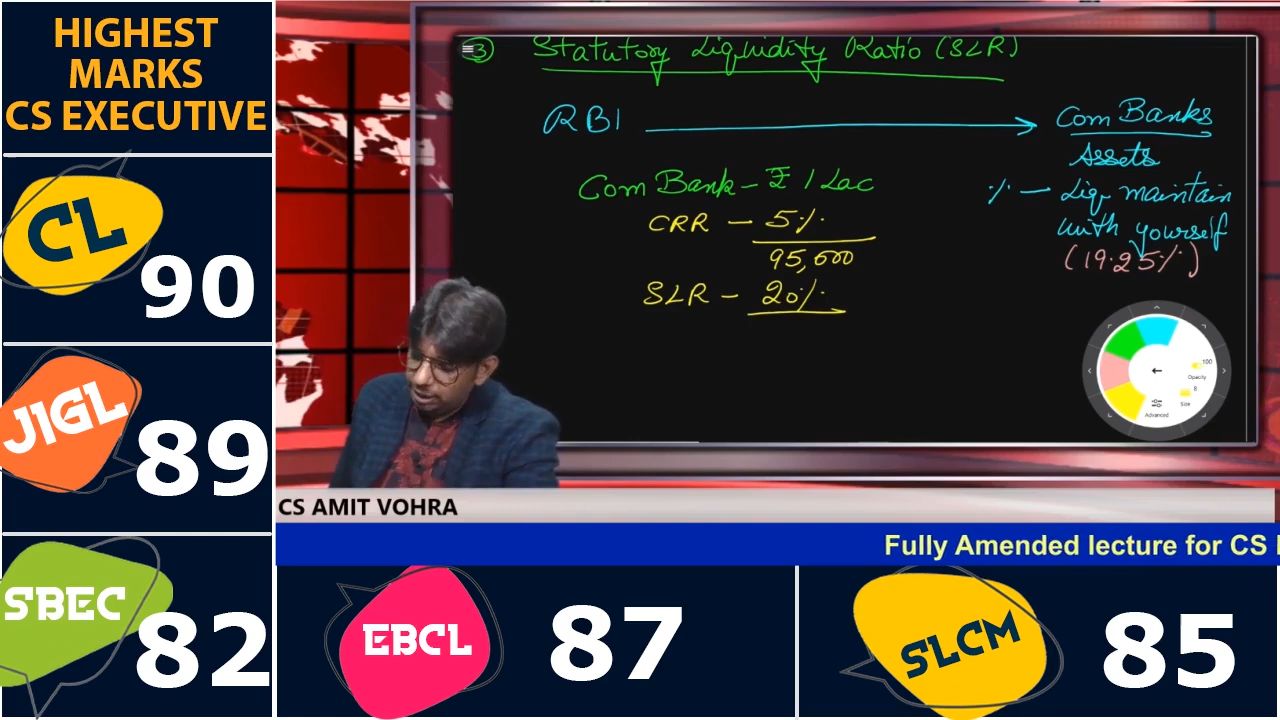 HIGHEST
MARKS
CS EXECUTIVE
CL
90
JIGL
89
SBEC
82
EBCL
87
SLCM
85
3) Statutory Liquidity Ratio (SLR)
RBI
Com Banks
Assets
Com Bank - ₹ 1 Lac
CRR - 5%
95,000
SLR - 20%
% - Liq. maintain
with yourself
(19.25%)
100
Opacity
8
Size
Advanced
CS AMIT VOHRA
Fully Amended lecture for CS